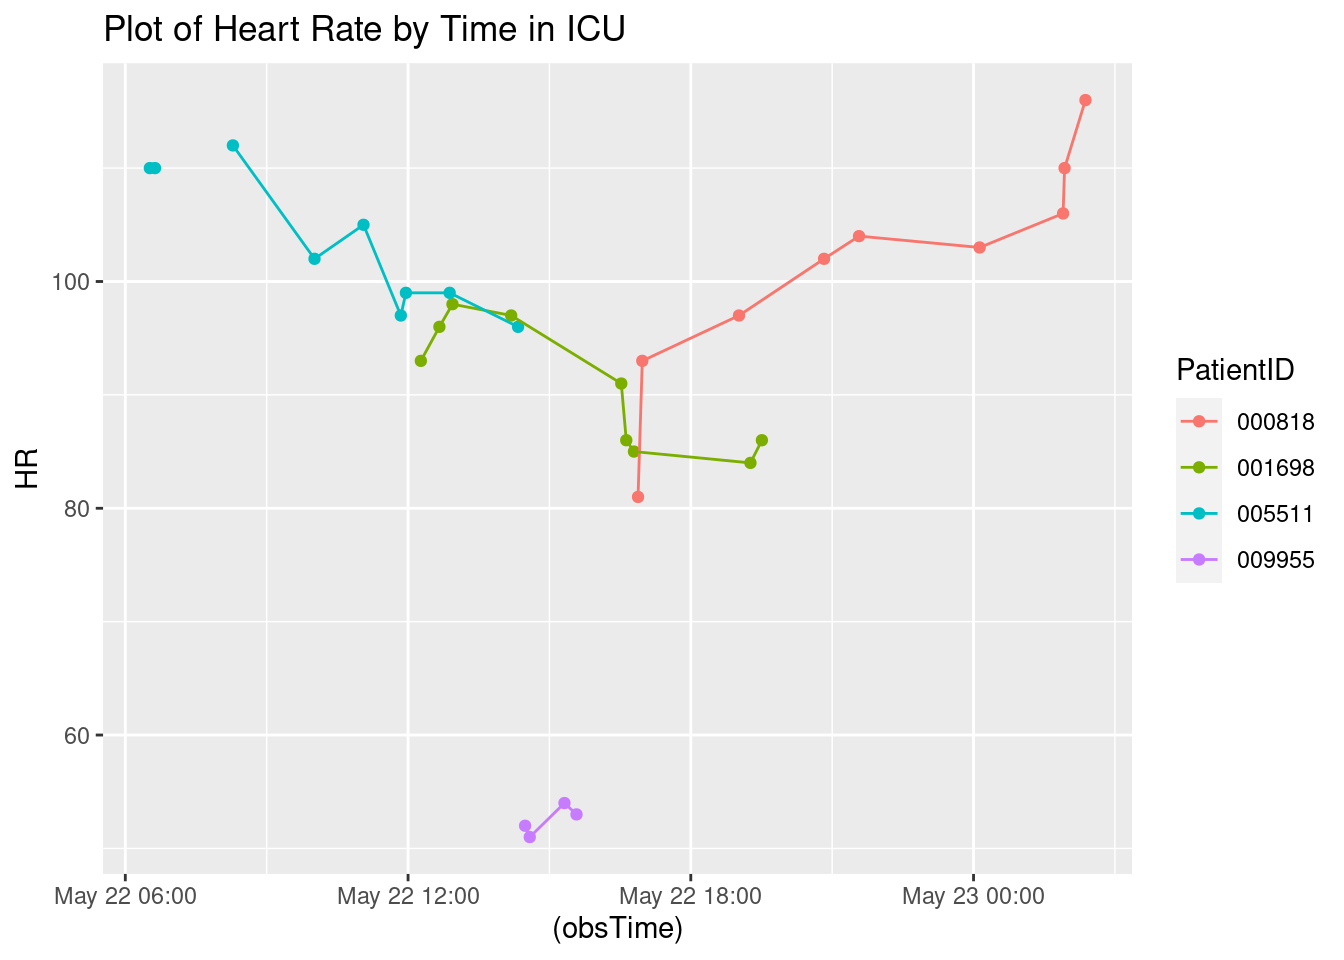 Plot of Heart Rate by Time in ICU
HR
100
80
60
May 22 06:00
May 22 12:00
May 22 18:00
May 23 00:00
(obsTime)
PatientID
000818
001698
005511
009955